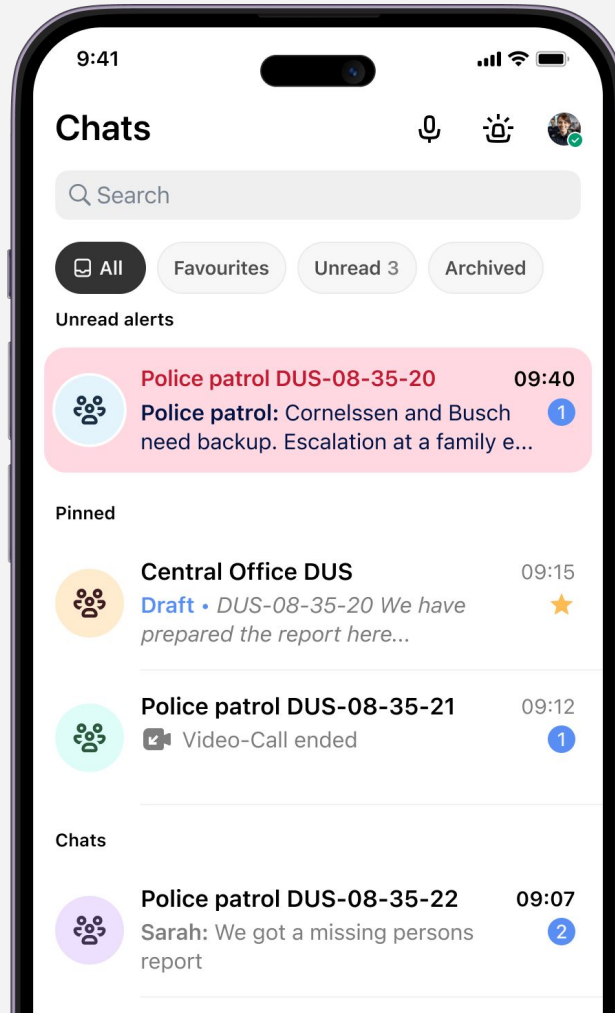 9:41
Chats
Search
All Favourites Unread 3 Archived
Unread alerts
Police patrol DUS-08-35-20 09:40
Police patrol: Cornelssen and Busch 1
need backup. Escalation at a family e...
Pinned
Central Office DUS 09:15
Draft • DUS-08-35-20 We have
prepared the report here...
Police patrol DUS-08-35-21 09:12
Video-Call ended 1
Chats
Police patrol DUS-08-35-22 09:07
Sarah: We got a missing persons 2
report